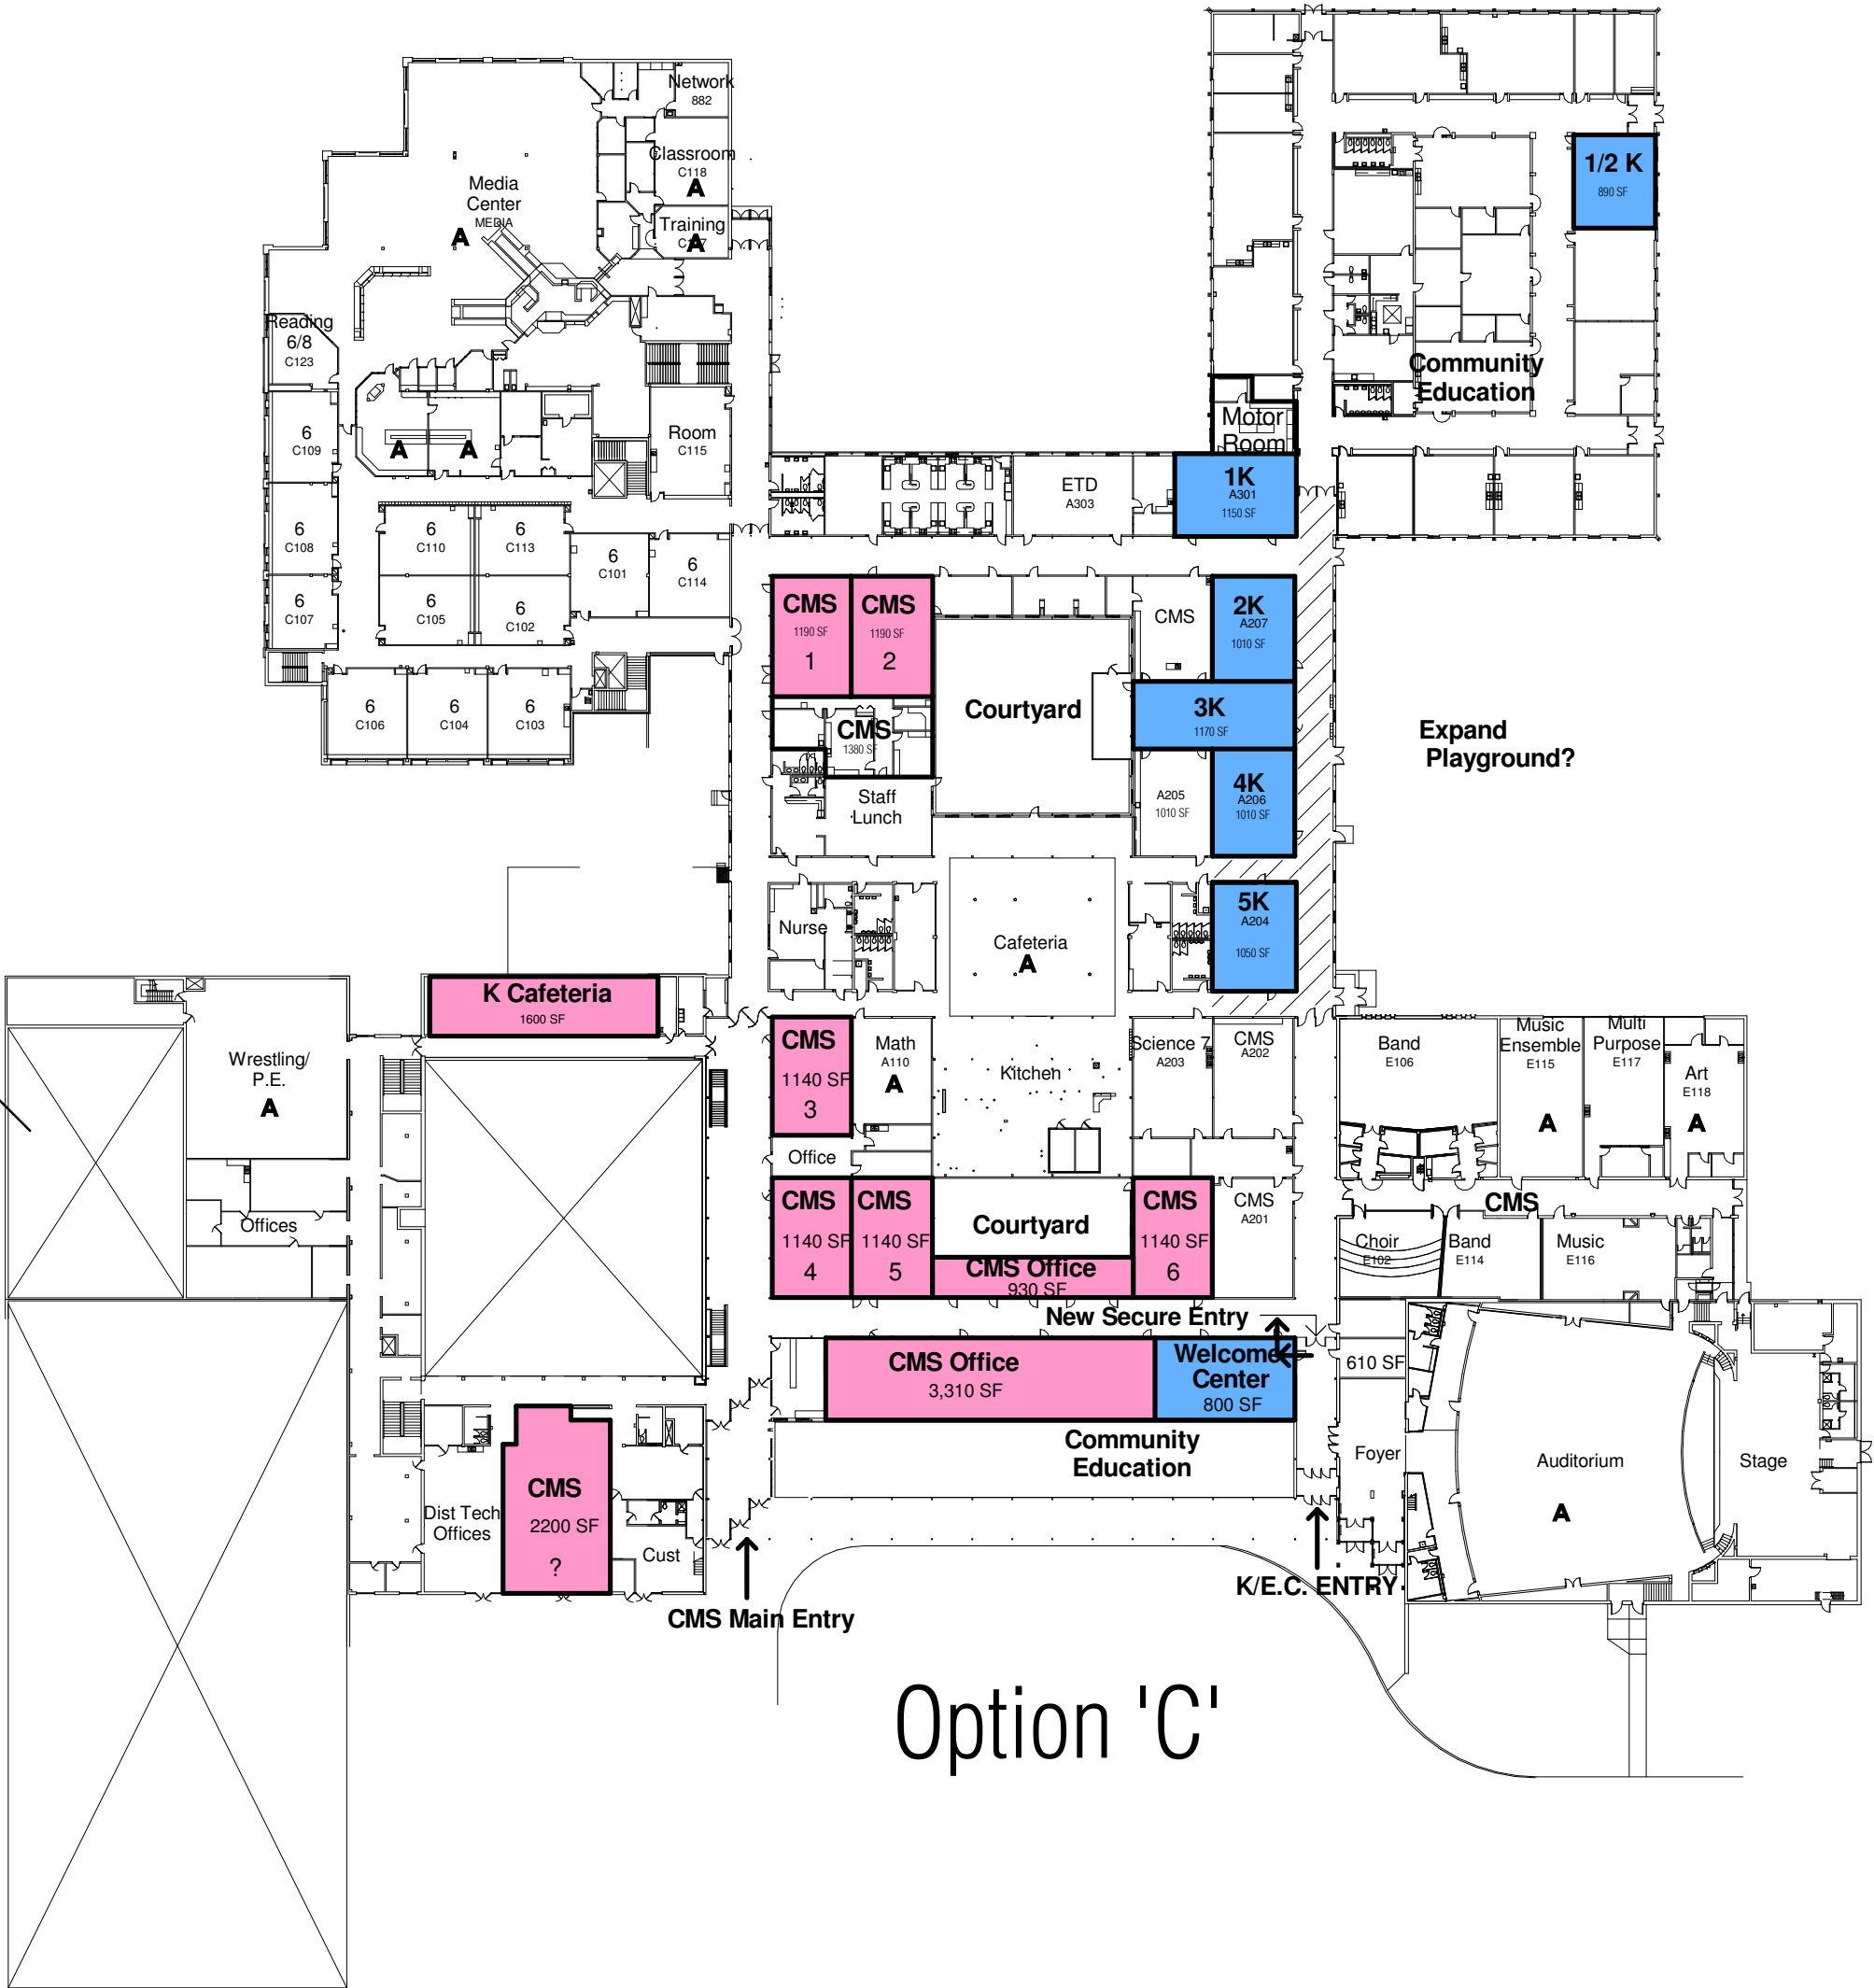 Network
882
Classroom
C118
A
Training
A
Media
Center
MEDIA
A
1/2 K
890 SF
Reading
6/8
C123
Community
Education
6
C109
A
A
Room
C115
Motor
Room
ETD
A303
1K
A301
1150 SF
6
C108
6
C110
6
C113
6
C101
6
C114
6
C107
6
C105
6
C102
CMS
1190 SF
1
CMS
1190 SF
2
CMS
2K
A207
1010 SF
6
C106
6
C104
6
C103
CMS
1380 SF
Courtyard
3K
1170 SF
Expand
Playground?
Staff
Lunch
A205
1010 SF
4K
A206
1010 SF
Nurse
Cafeteria
A
5K
A204
1050 SF
K Cafeteria
1600 SF
Wrestling/
P.E.
A
CMS
1140 SF
3
Math
A110
A
Kitchen
Science 7
A203
CMS
A202
Band
E106
Music
Ensemble
E115
A
Multi
Purpose
E117
Art
E118
A
Office
Offices
CMS
1140 SF
4
CMS
1140 SF
5
Courtyard
CMS Office
930 SF
CMS
1140 SF
6
CMS
A201
CMS
Choir
E102
Band
E114
Music
E116
New Secure Entry
CMS Office
3,310 SF
Welcome
Center
800 SF
610 SF
Community
Education
Foyer
Auditorium
A
Stage
Dist Tech
Offices
CMS
2200 SF
?
Cust
CMS Main Entry
K/E.C. ENTRY
Option 'C'